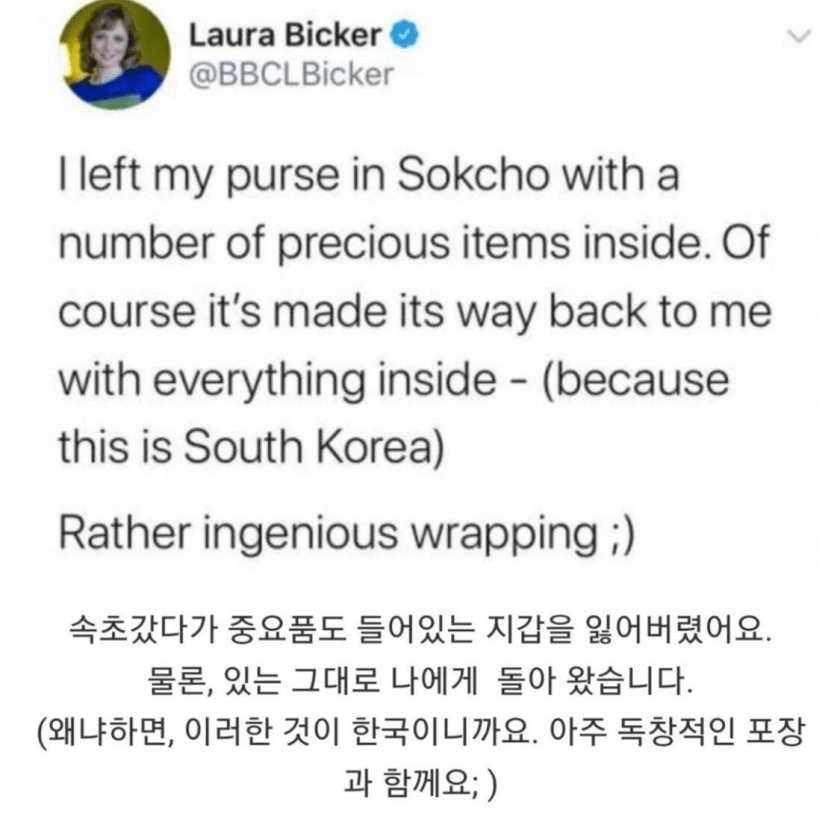 Laura Bicker
@BBCLBicker
I left my purse in Sokcho with a
number of precious items inside. Of
course it's made its way back to me
with everything inside - (because
this is South Korea)
Rather ingenious wrapping ;)
속초갔다가 중요품도 들어있는 지갑을 잃어버렸어요.
물론, 있는 그대로 나에게 돌아 왔습니다.
(왜냐하면, 이러한 것이 한국이니까요. 아주 독창적인 포장
과 함께요; )